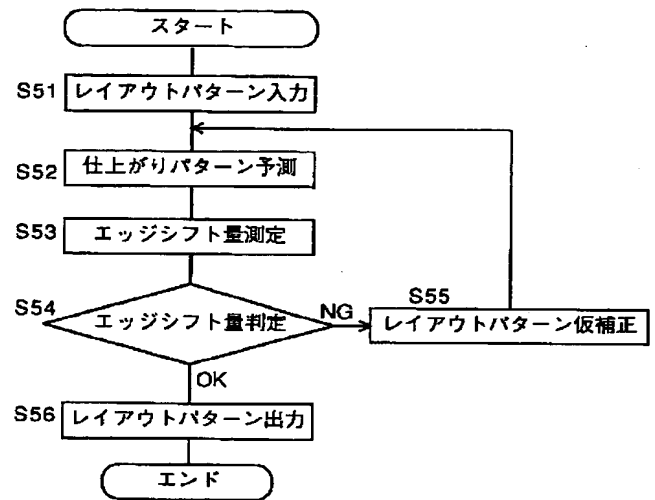 スタート
S51 レイアウトパターン入力
S52 仕上がりパターン予測
S53 エッジシフト量測定
S54 エッジシフト量判定
NG
S55
レイアウトパターン仮補正
OK
S56 レイアウトパターン出力
エンド